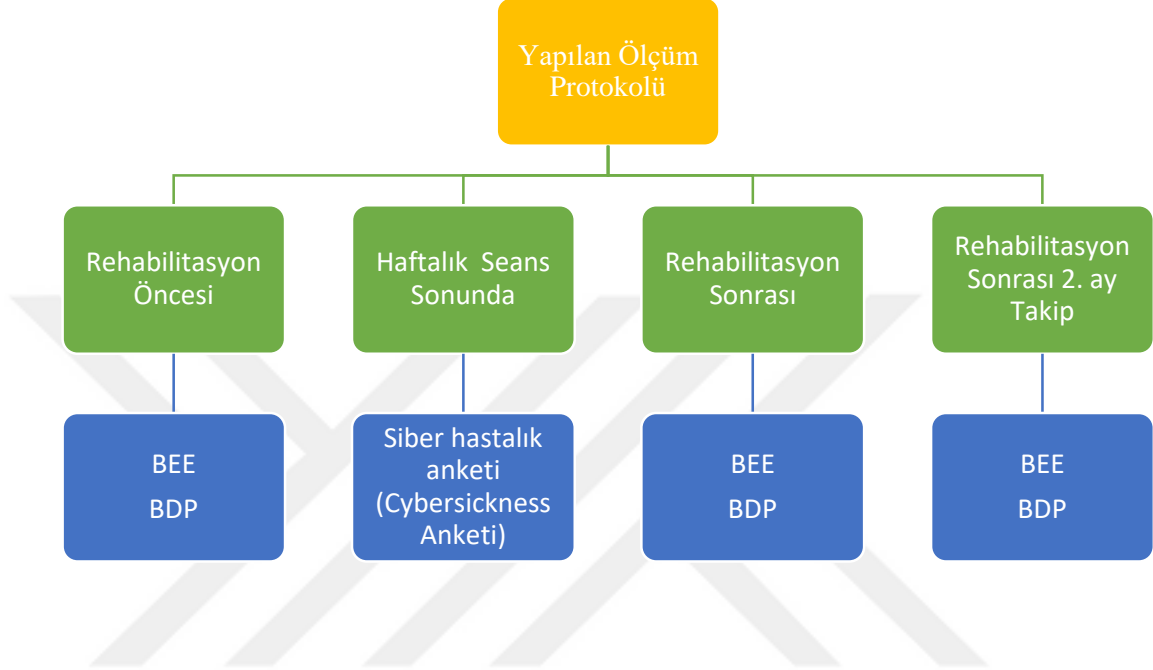 Yapılan Ölçüm
Protokolü
Rehabilitasyon
Öncesi
Haftalık Seans
Sonunda
Rehabilitasyon
Sonrası
Rehabilitasyon
Sonrası 2. ay
Takip
BEE
BDP
Siber hastalık
anketi
(Cybersickness
Anketi)
BEE
BDP
BEE
BDP